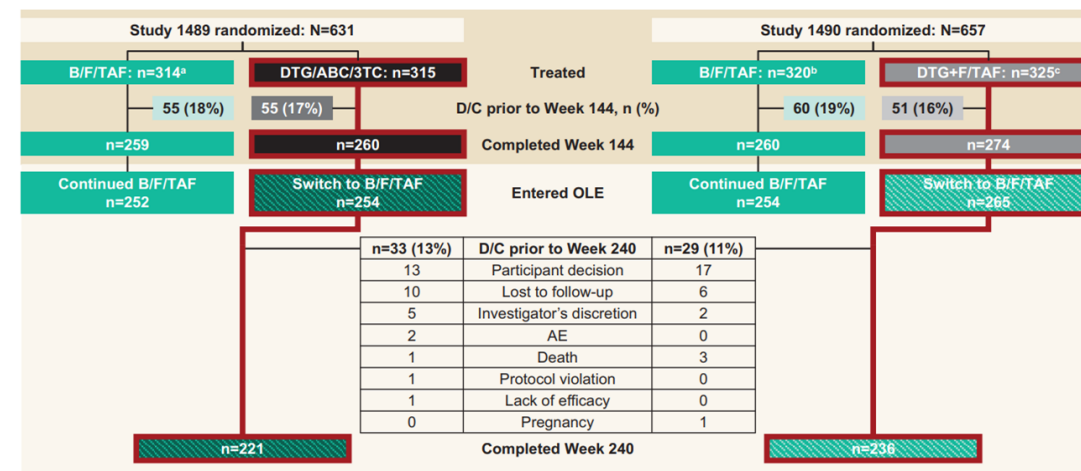 Study 1489 randomized: N=631
Study 1490 randomized: N=657
B/F/TAF: n=314ᵃ
DTG/ABC/3TC: n=315
Treated
B/F/TAF: n=320ᵇ
DTG+F/TAF: n=325ᶜ
55 (18%)
55 (17%)
D/C prior to Week 144, n (%)
60 (19%)
51 (16%)
n=259
n=260
Completed Week 144
n=260
n=274
Continued B/F/TAF
n=252
Switch to B/F/TAF
n=254
Entered OLE
Continued B/F/TAF
n=254
Switch to B/F/TAF
n=265
n=33 (13%) D/C prior to Week 240 n=29 (11%)
13 Participant decision 17
10 Lost to follow-up 6
5 Investigator's discretion 2
2 AE 0
1 Death 3
1 Protocol violation 0
1 Lack of efficacy 0
0 Pregnancy 1
n=221
Completed Week 240
n=236